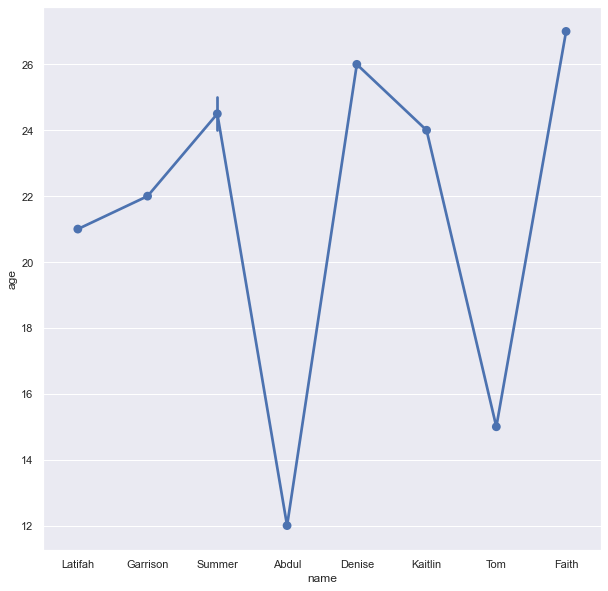 26
24
22
20
18
16
14
12
age
Latifah Garrison Summer Abdul Denise Kaitlin Tom Faith
name